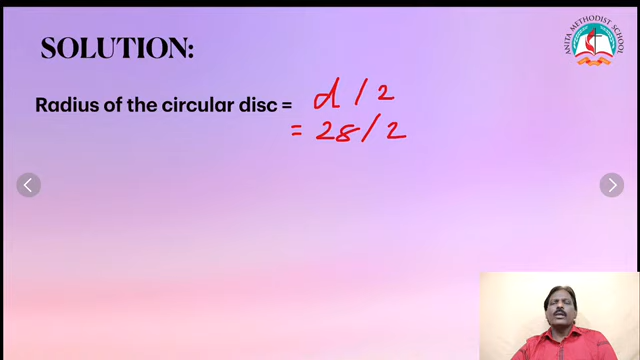 ANITA METHODIST SCHOOL
SOLUTION:
Radius of the circular disc = d / 2
= 28 / 2